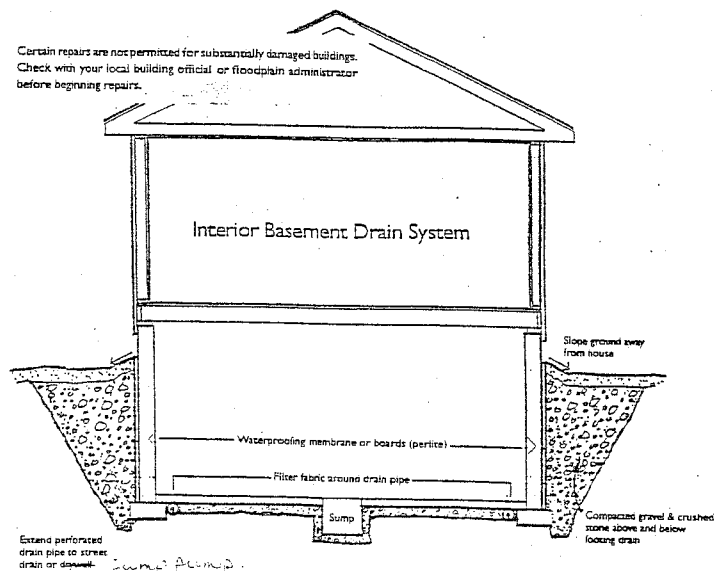 Certain repairs are not permitted for substantially damaged buildings.
Check with your local building official or floodplain administrator
before beginning repairs.
Interior Basement Drain System
Slope ground away
from house
Waterproofing membrane or boards (perlite)
Filter fabric around drain pipe
Sump
Compacted gravel & crushed
stone above and below
footing drain
Extend perforated
drain pipe to street
drain or drywell Sump Pump.